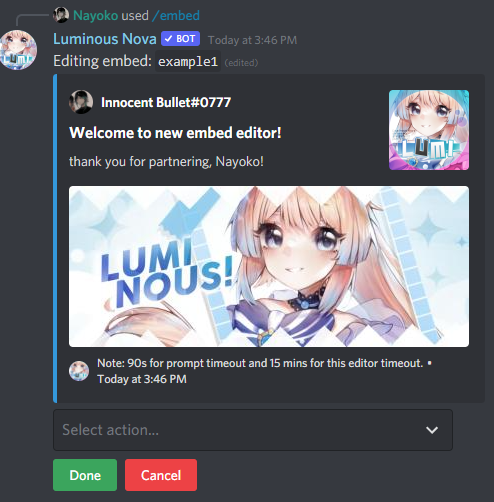 Nayoko used /embed
Luminous Nova ✔ BOT Today at 3:46 PM
Editing embed: example1 (edited)
Innocent Bullet#0777
LUM!
Welcome to new embed editor!
thank you for partnering, Nayoko!
LUMI
NOUS!
Note: 90s for prompt timeout and 15 mins for this editor timeout. •
Today at 3:46 PM
Select action...
Done Cancel